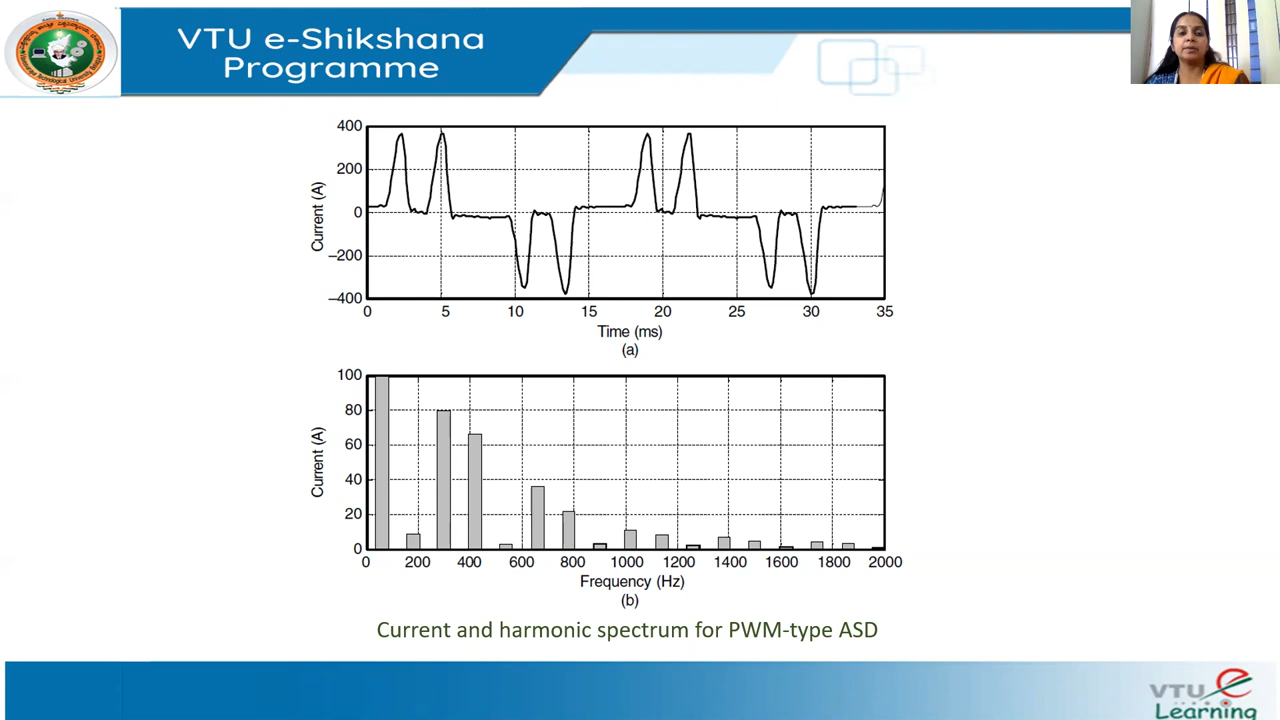 VTU e-Shikshana
Programme
400
200
0
−200
−400
Current (A)
0 5 10 15 20 25 30 35
Time (ms)
(a)
100
80
60
40
20
0
Current (A)
0 200 400 600 800 1000 1200 1400 1600 1800 2000
Frequency (Hz)
(b)
Current and harmonic spectrum for PWM-type ASD
VTU e
Learning